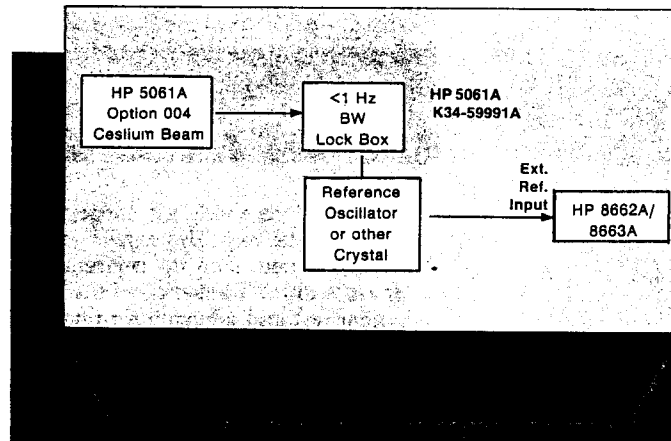 HP 5061A
Option 004
Cesium Beam
<1 Hz
BW
Lock Box
HP 5061A
K34-59991A
Reference
Oscillator
or other
Crystal
Ext.
Ref.
Input
HP 8662A/
8663A